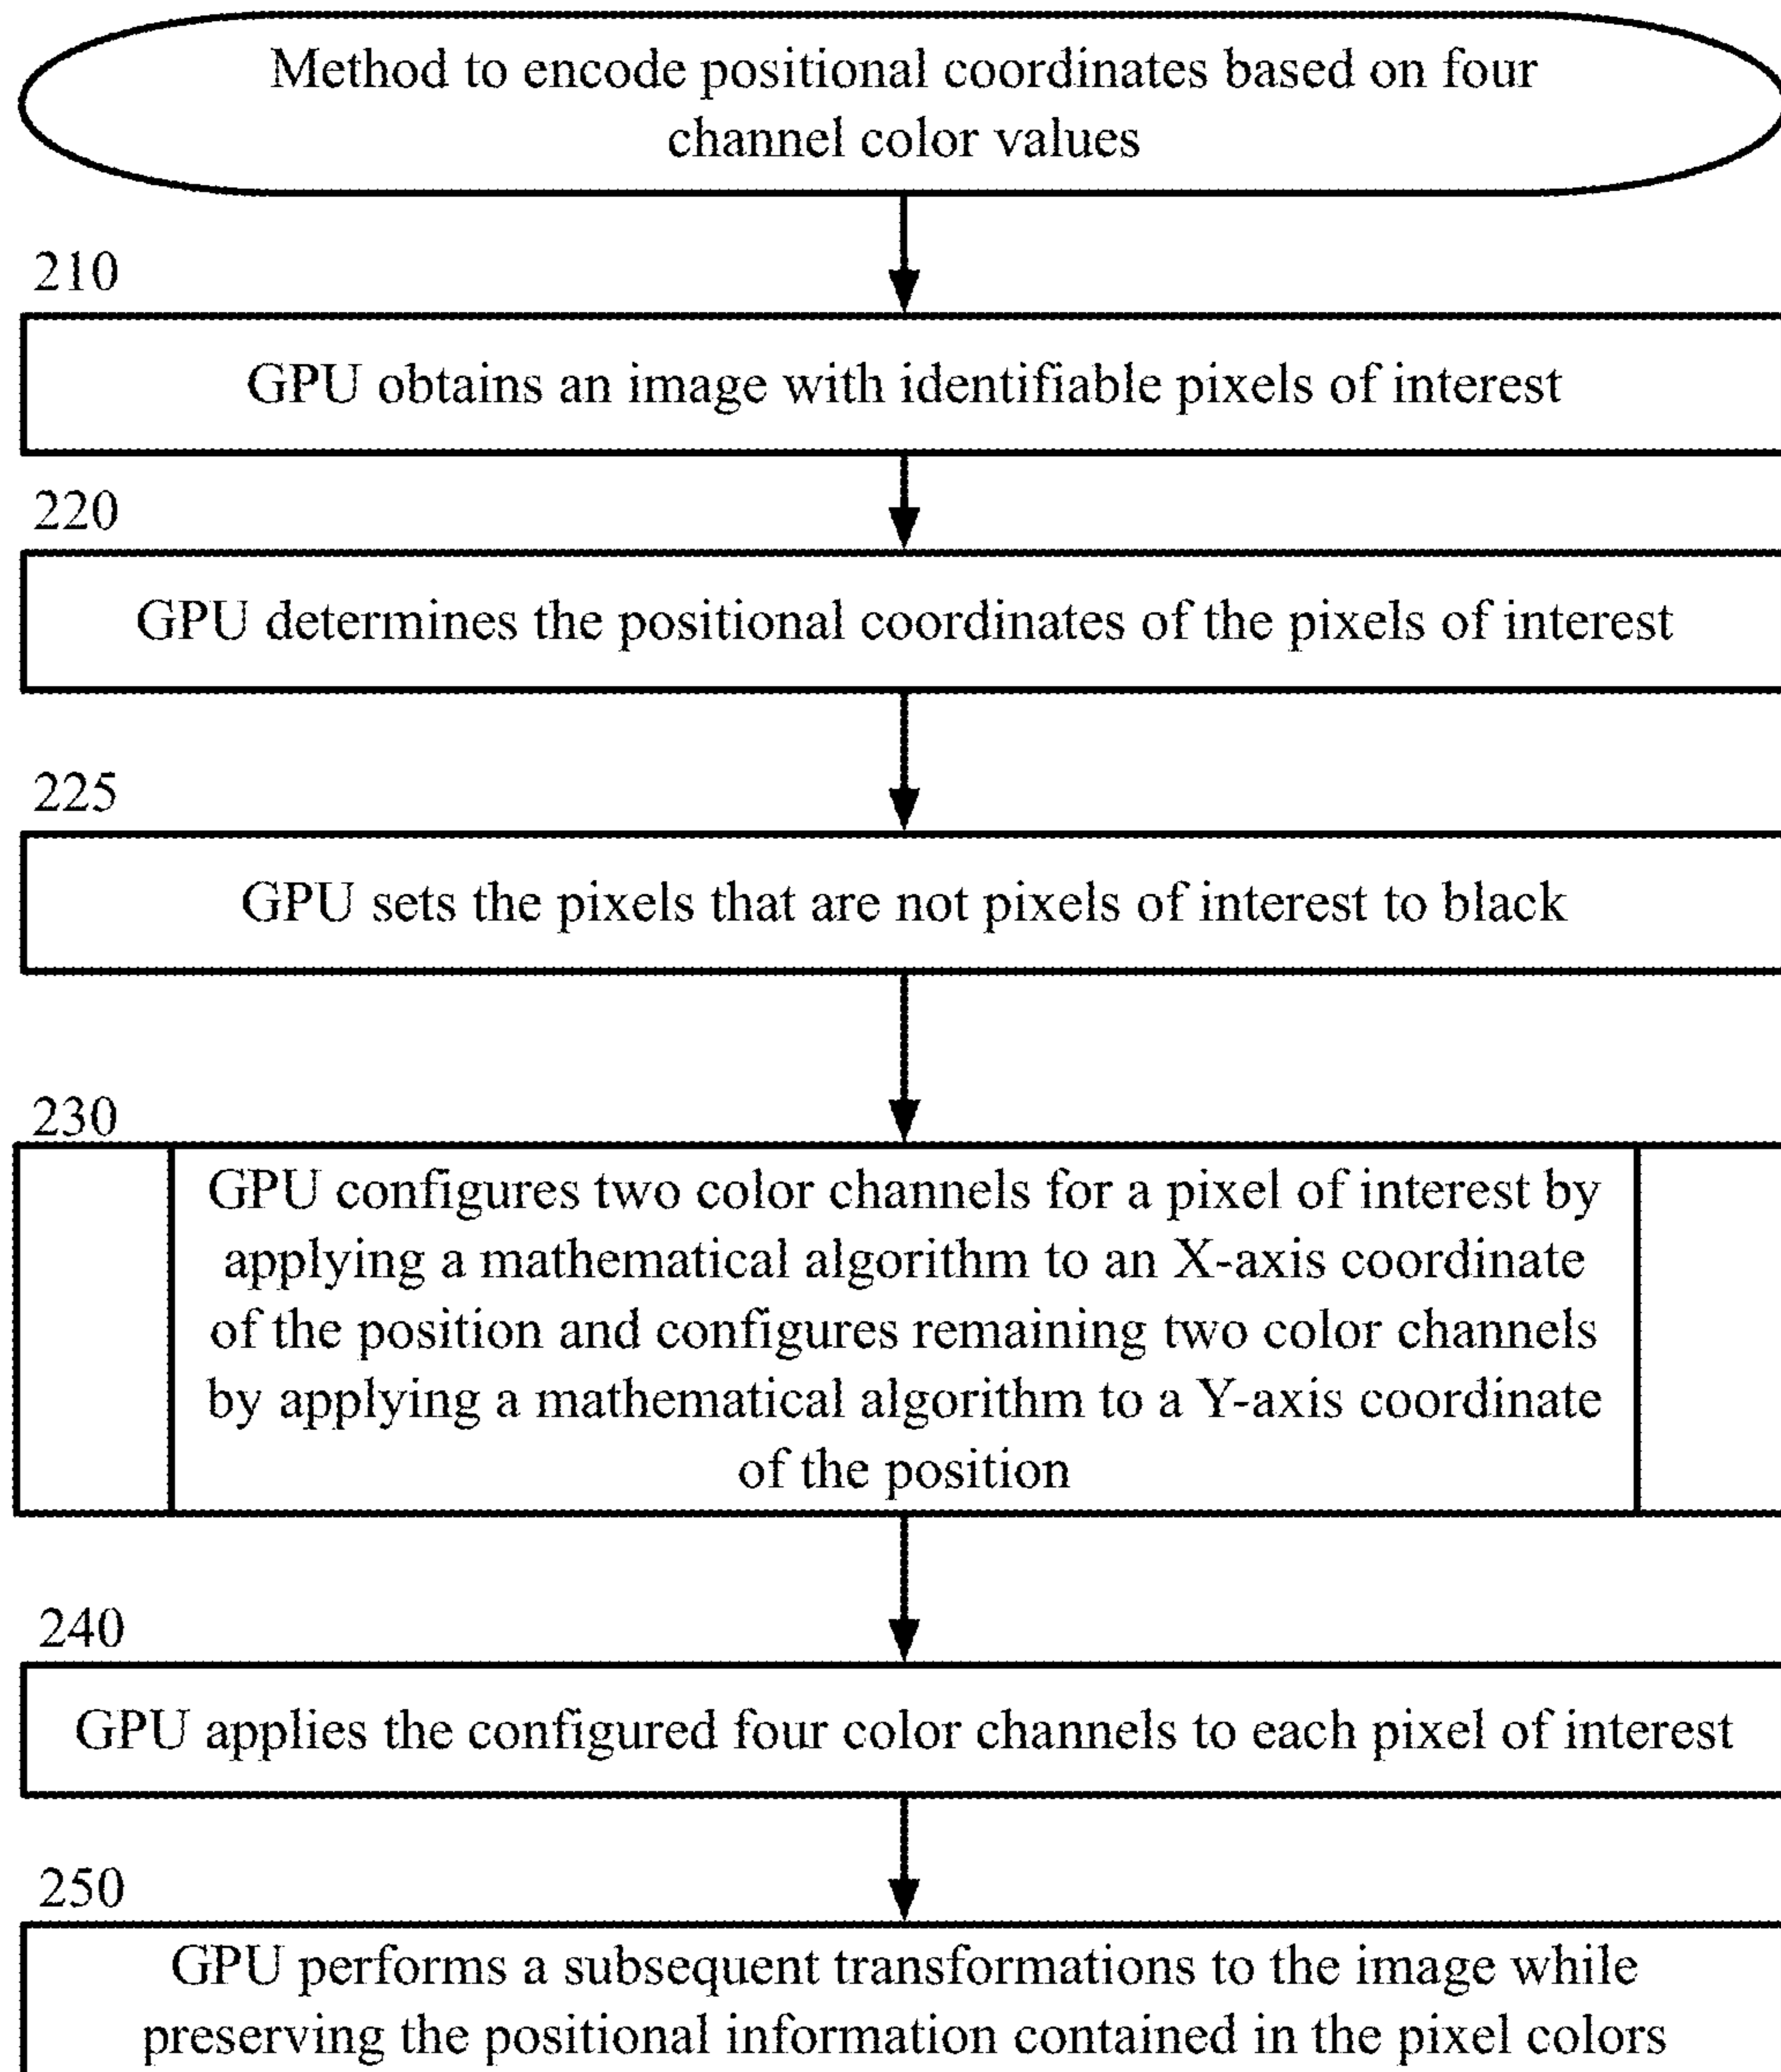 Method to encode positional coordinates based on four
channel color values
210
GPU obtains an image with identifiable pixels of interest
220
GPU determines the positional coordinates of the pixels of interest
225
GPU sets the pixels that are not pixels of interest to black
230
GPU configures two color channels for a pixel of interest by
applying a mathematical algorithm to an X-axis coordinate
of the position and configures remaining two color channels
by applying a mathematical algorithm to a Y-axis coordinate
of the position
240
GPU applies the configured four color channels to each pixel of interest
250
GPU performs a subsequent transformations to the image while
preserving the positional information contained in the pixel colors